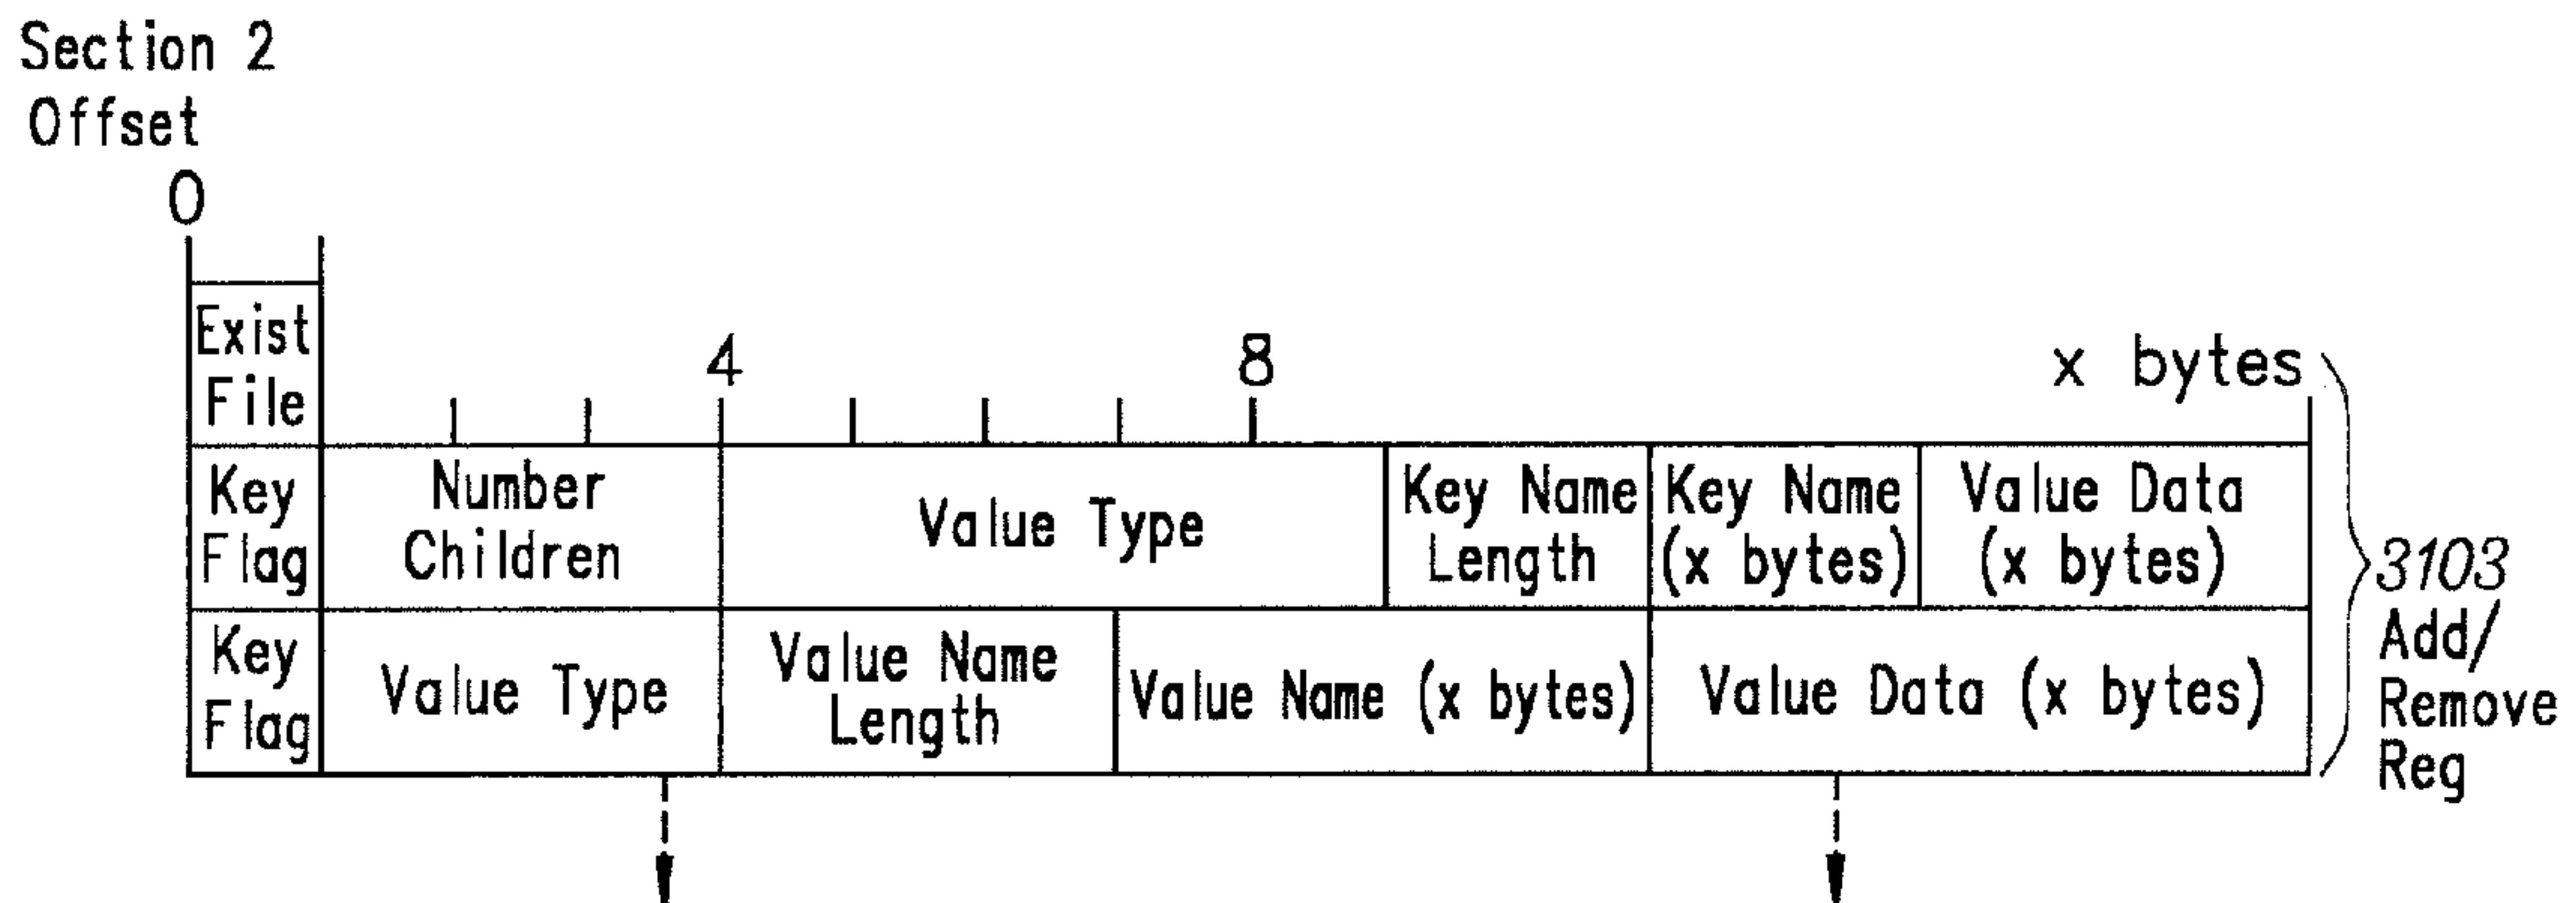 Section 2
Offset
0
Exist
File
4
8
x bytes
Key
Flag
Number
Children
Value Type
Key Name
Length
Key Name
(x bytes)
Value Data
(x bytes)
3103
Add/
Remove
Reg
Key
Flag
Value Type
Value Name
Length
Value Name (x bytes)
Value Data (x bytes)